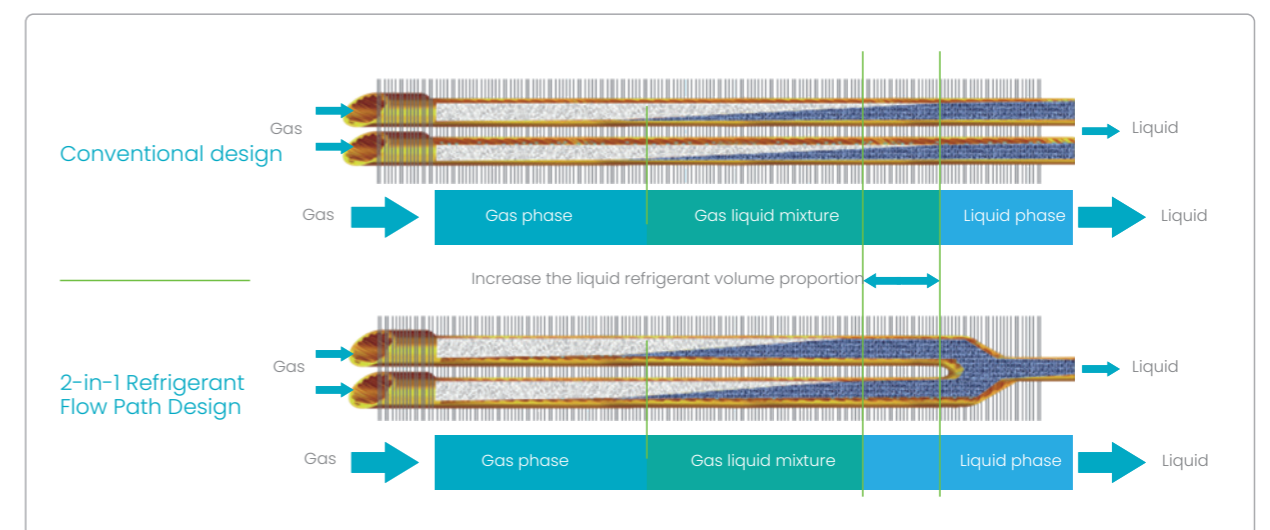 Gas
Liquid
Conventional design
Gas
Gas phase
Gas liquid mixture
Liquid phase
Liquid
Increase the liquid refrigerant volume proportion
Gas
Liquid
2-in-1 Refrigerant
Flow Path Design
Gas
Gas phase
Gas liquid mixture
Liquid phase
Liquid